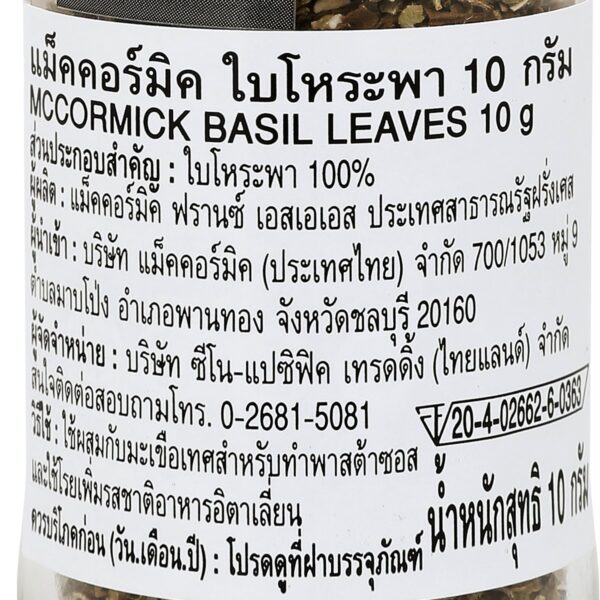 แม็คคอร์มิค ใบโหระพา 10 กรัม
MCCORMICK BASIL LEAVES 10 g
ส่วนประกอบสำคัญ : ใบโหระพา 100%
ผู้ผลิต : แม็คคอร์มิค ฟรานซ์ เอสเอเอส ประเทศสาธารณรัฐฝรั่งเศส
ผู้นำเข้า : บริษัท แม็คคอร์มิค (ประเทศไทย) จำกัด 700/1053 หมู่ 9
ตำบลมาบโป่ง อำเภอพานทอง จังหวัดชลบุรี 20160
ผู้จัดจำหน่าย : บริษัท ซีโน-แปซิฟิค เทรดดิ้ง (ไทยแลนด์) จำกัด
สนใจติดต่อสอบถามโทร. 0-2681-5081
20-4-02662-6-0363
วิธีใช้ : ใช้ผสมกับมะเขือเทศสำหรับทำพาสต้าซอส
และใช้โรยเพิ่มรสชาติอาหารอิตาเลี่ยน
น้ำหนักสุทธิ 10 กรัม
ควรบริโภคก่อน (วัน.เดือน.ปี) : โปรดดูที่ฝาบรรจุภัณฑ์